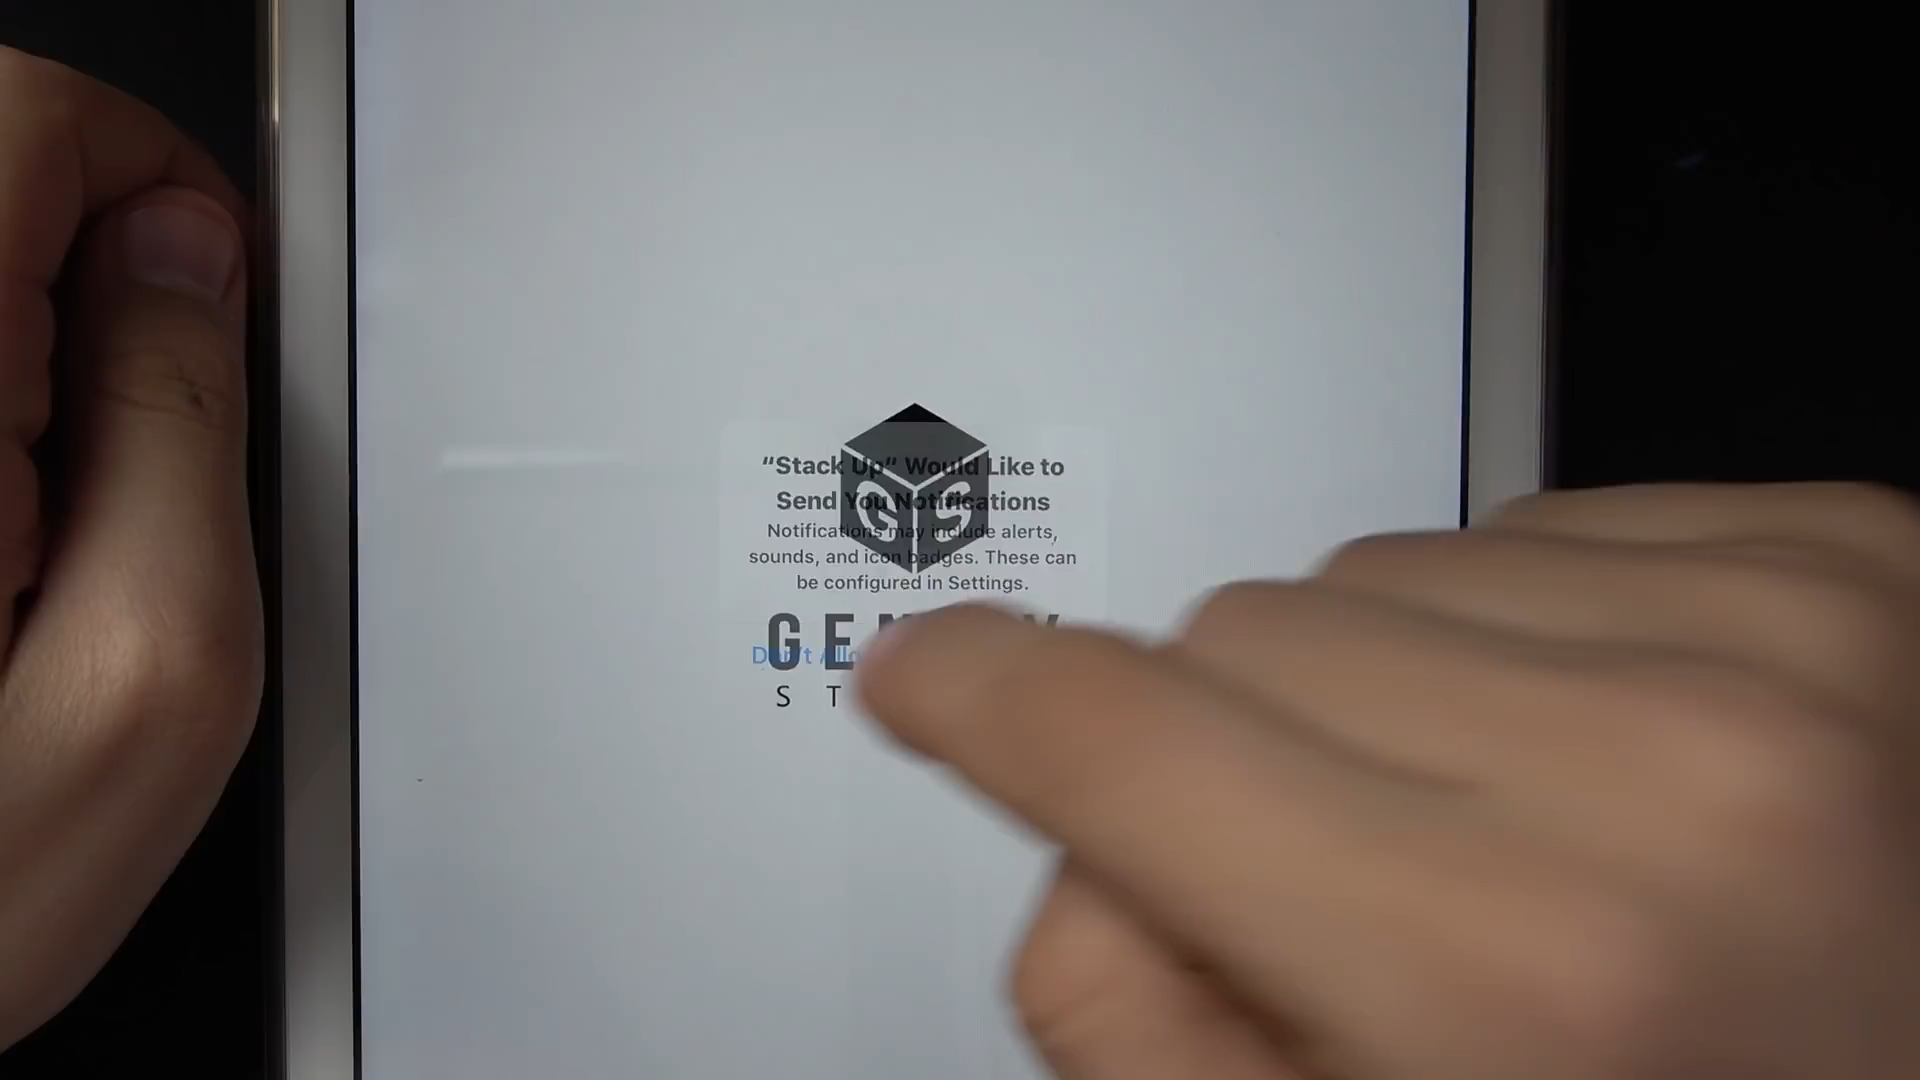 “Stack Up” Would Like to
Send You Notifications
Notifications may include alerts,
sounds, and icon badges. These can
be configured in Settings.
G S
Don't